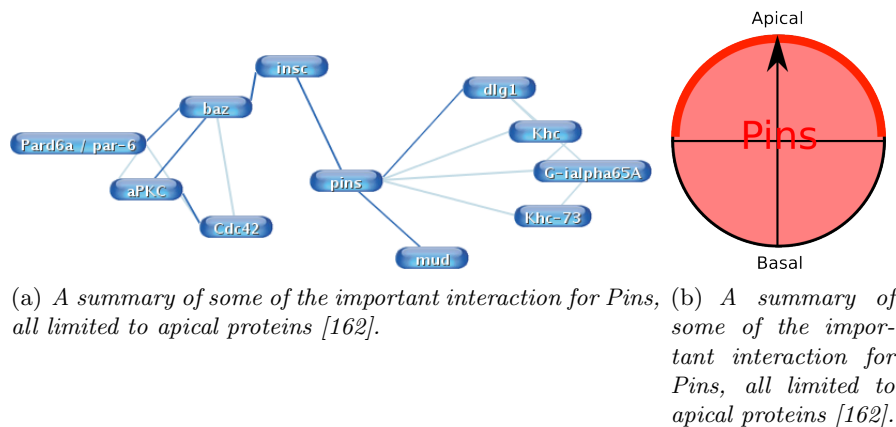 insc
baz
dlg1
Pard6a / par-6
Khc
G-ialpha65A
aPKC
pins
Cdc42
Khc-73
mud
(a) A summary of some of the important interaction for Pins,
all limited to apical proteins [162].
Apical
Pins
Basal
(b) A summary of
some of the impor-
tant interaction for
Pins, all limited to
apical proteins [162].